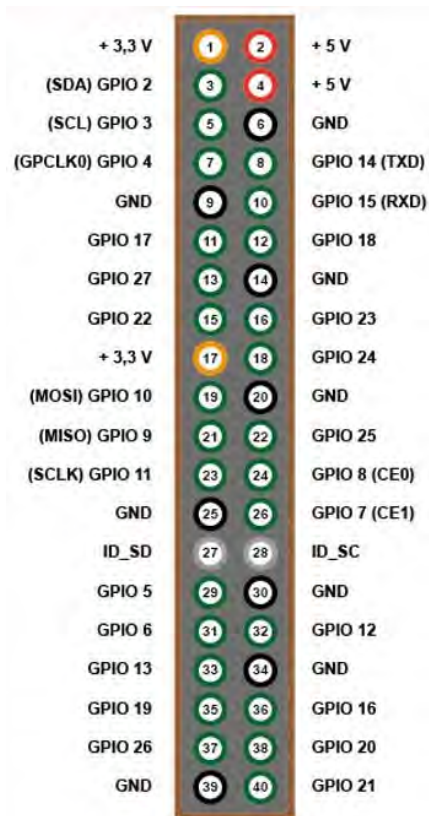 + 3,3 V 1 2 + 5 V
(SDA) GPIO 2 3 4 + 5 V
(SCL) GPIO 3 5 6 GND
(GPCLK0) GPIO 4 7 8 GPIO 14 (TXD)
GND 9 10 GPIO 15 (RXD)
GPIO 17 11 12 GPIO 18
GPIO 27 13 14 GND
GPIO 22 15 16 GPIO 23
+ 3,3 V 17 18 GPIO 24
(MOSI) GPIO 10 19 20 GND
(MISO) GPIO 9 21 22 GPIO 25
(SCLK) GPIO 11 23 24 GPIO 8 (CE0)
GND 25 26 GPIO 7 (CE1)
ID_SD 27 28 ID_SC
GPIO 5 29 30 GND
GPIO 6 31 32 GPIO 12
GPIO 13 33 34 GND
GPIO 19 35 36 GPIO 16
GPIO 26 37 38 GPIO 20
GND 39 40 GPIO 21